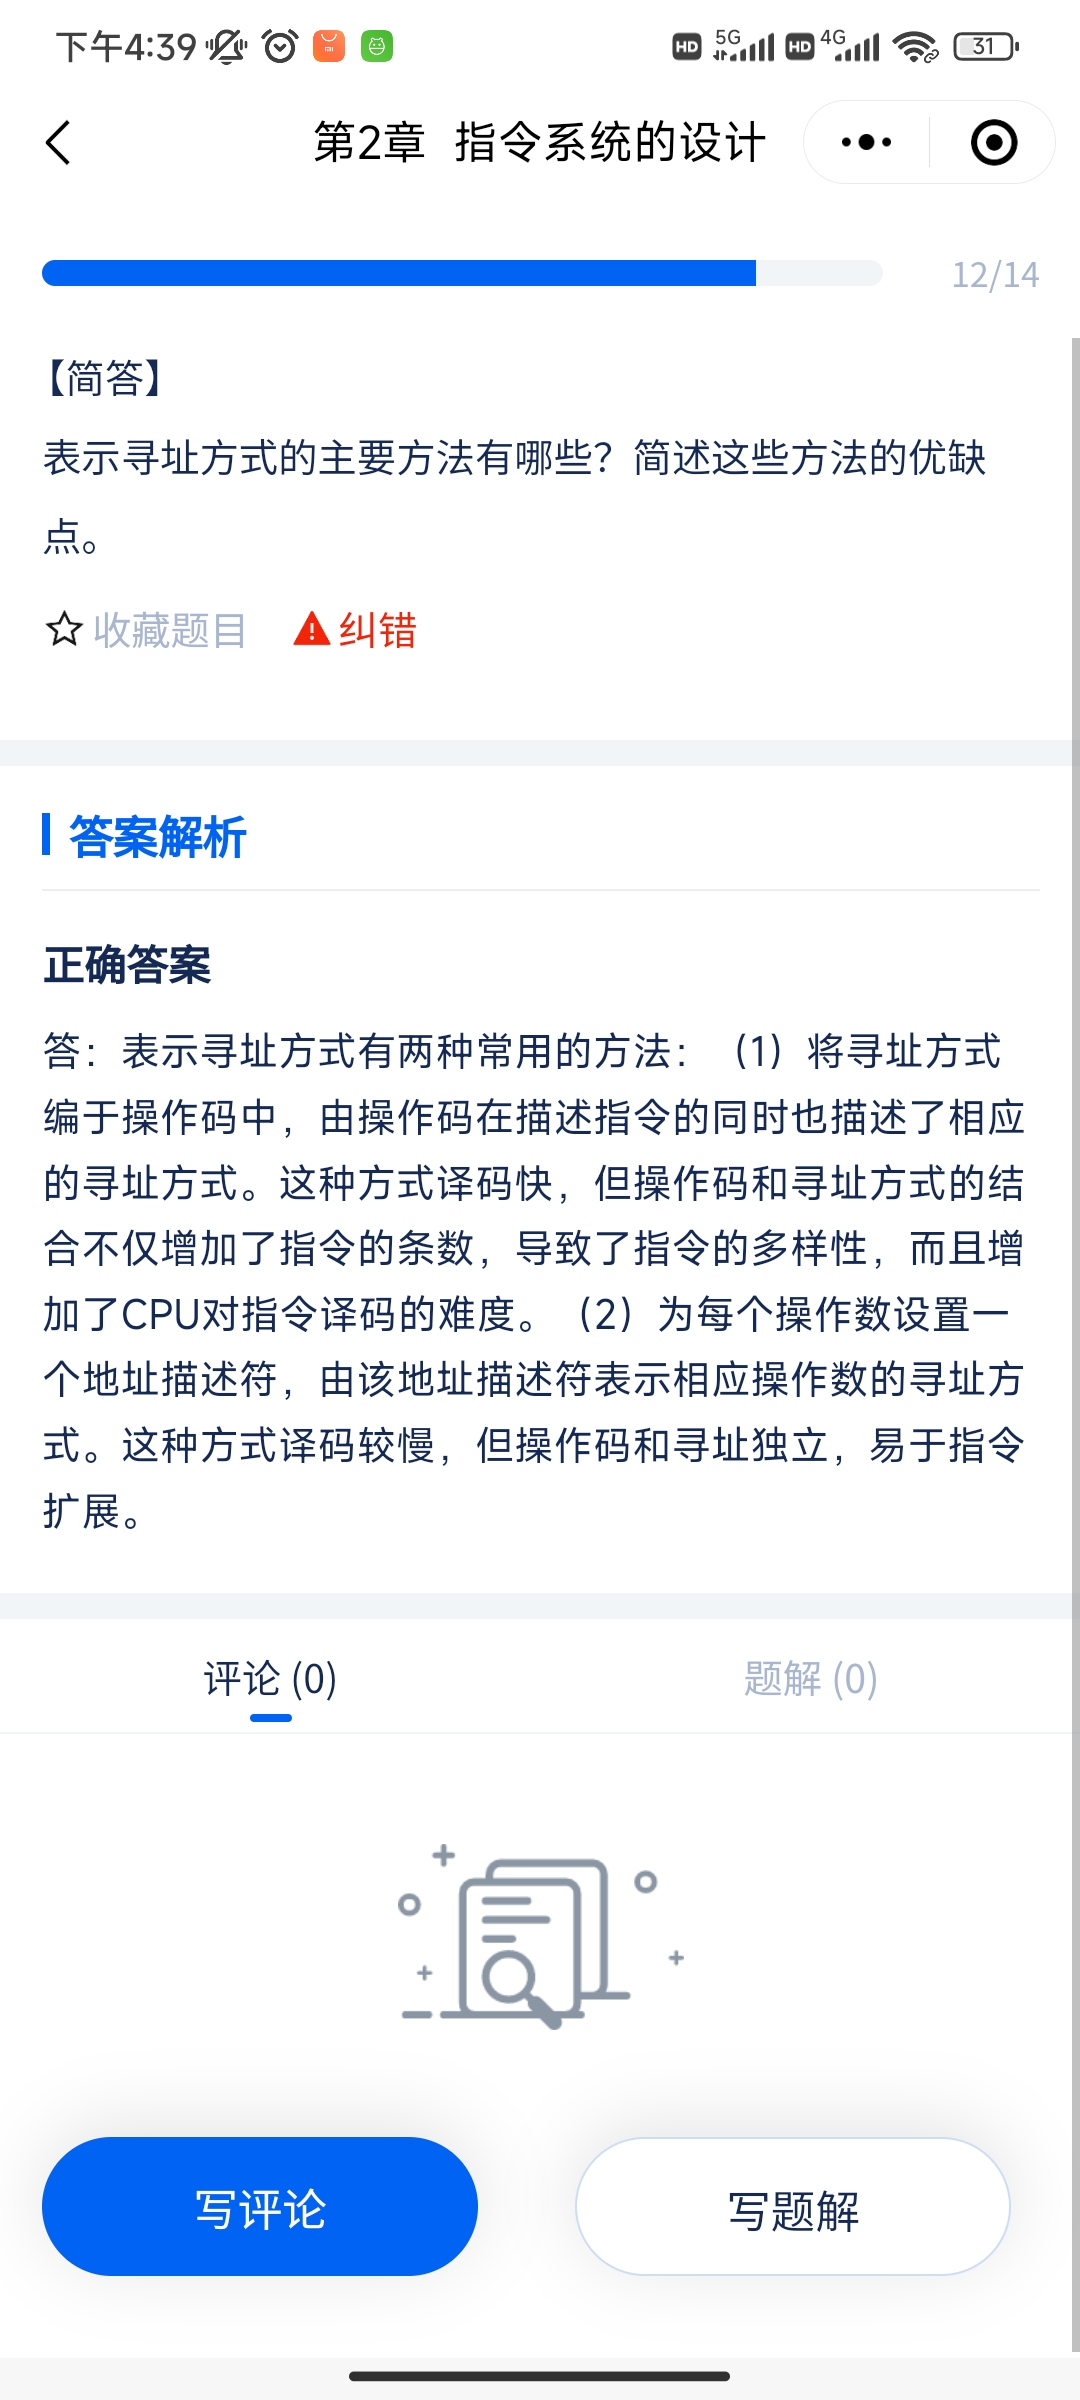 下午4:39 HD 5G HD 4G 31
第2章 指令系统的设计
12/14
【简答】
表示寻址方式的主要方法有哪些？简述这些方法的优缺
点。
收藏题目 纠错
答案解析
正确答案
答：表示寻址方式有两种常用的方法：（1）将寻址方式
编于操作码中，由操作码在描述指令的同时也描述了相应
的寻址方式。这种方式译码快，但操作码和寻址方式的结
合不仅增加了指令的条数，导致了指令的多样性，而且增
加了CPU对指令译码的难度。（2）为每个操作数设置一
个地址描述符，由该地址描述符表示相应操作数的寻址方
式。这种方式译码较慢，但操作码和寻址独立，易于指令
扩展。
评论 (0) 题解 (0)
写评论 写题解